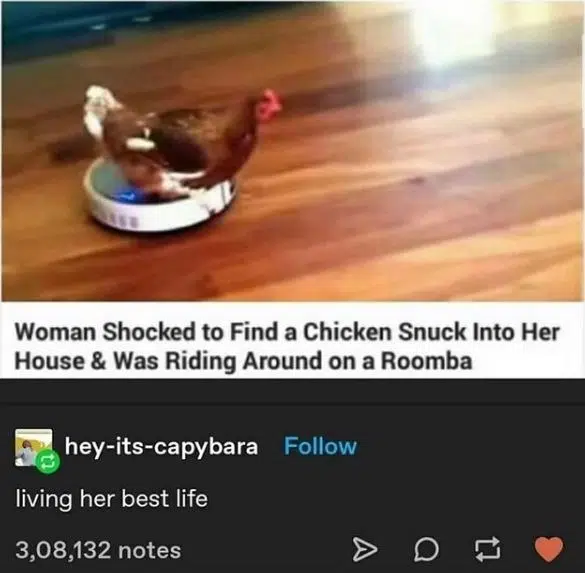 Woman Shocked to Find a Chicken Snuck Into Her
House & Was Riding Around on a Roomba
hey-its-capybara Follow
living her best life
3,08,132 notes